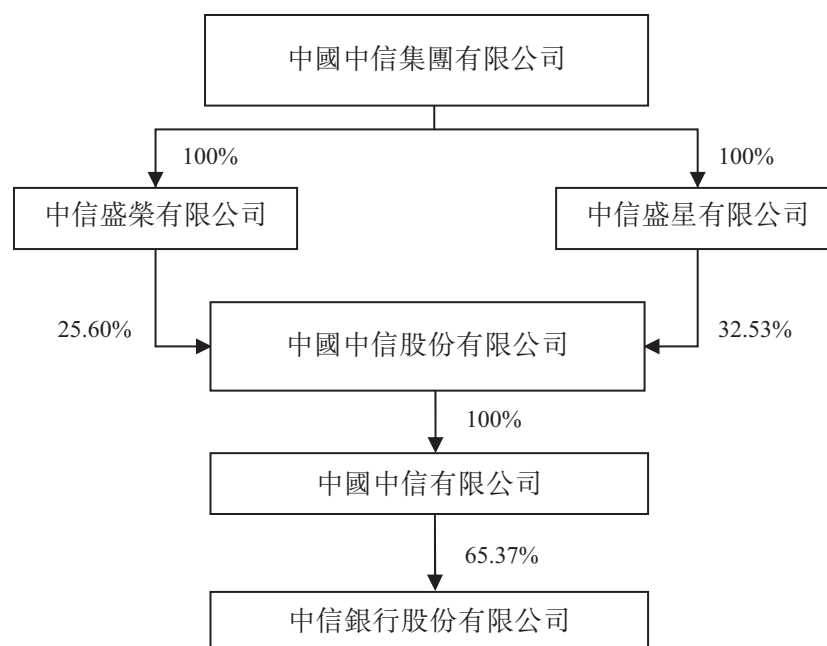 中國中信集團有限公司
100%
100%
中信盛榮有限公司
中信盛星有限公司
25.60%
中國中信股份有限公司
32.53%
100%
中國中信有限公司
65.37%
中信銀行股份有限公司